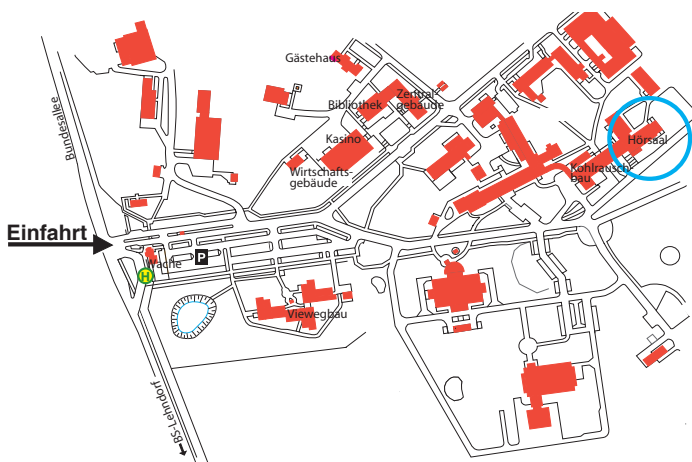 Gästehaus
Bibliothek
Zentral-
gebäude
Kasino
Wirtschafts-
gebäude
Hörsaal
Kohlrausch-
bau
Bundesallee
Einfahrt
Wache
P
H
Viewegbau
BS-Lehndorf